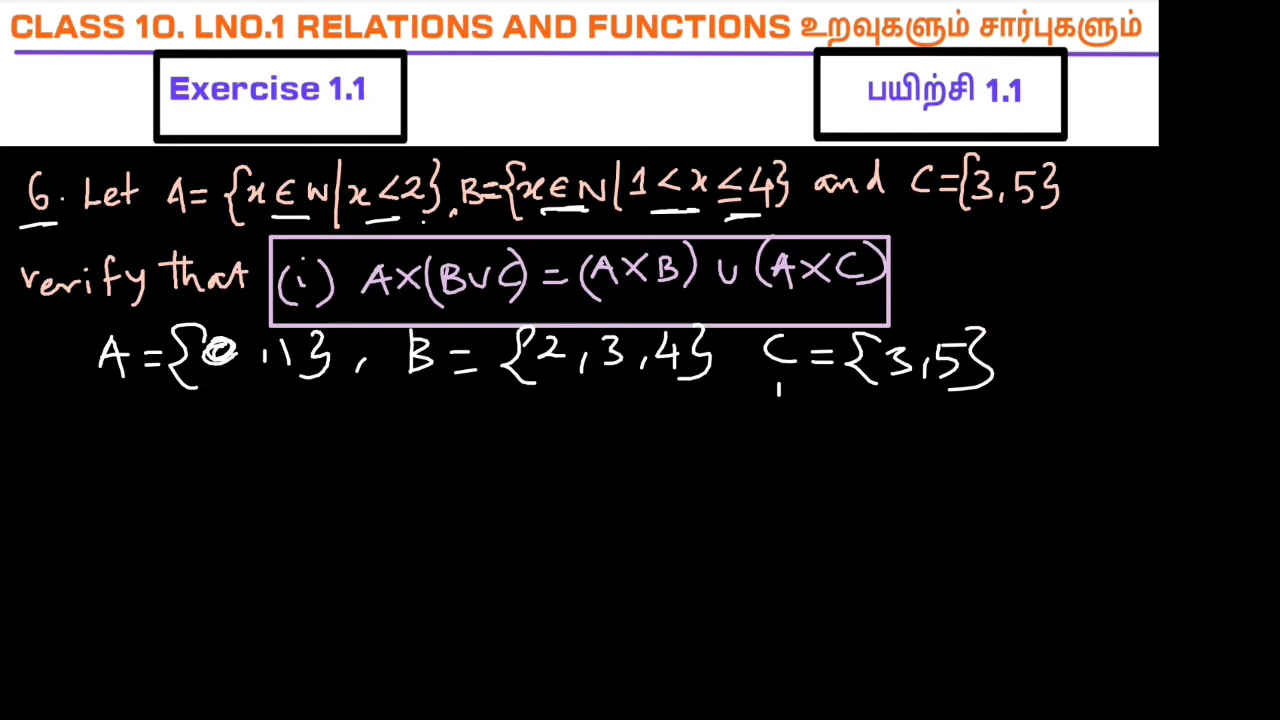 CLASS 10. LNO.1 RELATIONS AND FUNCTIONS உறவுகளும் சார்புகளும்
Exercise 1.1 பயிற்சி 1.1
6. Let A= {x ∈ W | x <2}, B={x ∈ N | 1 < x ≤ 4} and C={3,5}
verify that (i) A×(B∪C) = (A×B) ∪ (A×C)
A = {0,1}, B = {2,3,4} C = {3,5}